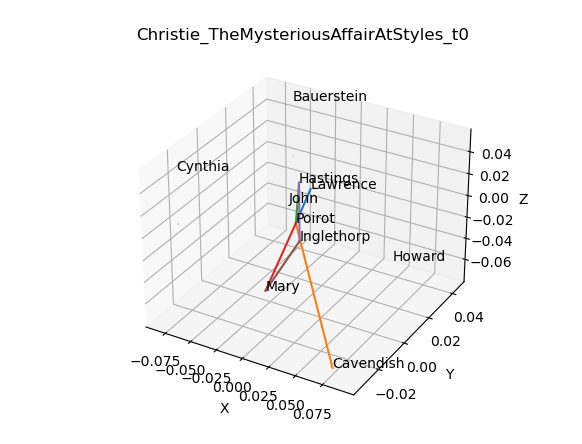 Christie_TheMysteriousAffairAtStyles_t0
Bauerstein
Cynthia
Hastings
Lawrence
John
Poirot
Inglethorp
Howard
Mary
Cavendish
0.04
0.02
0.00
−0.02
−0.04
−0.06
Z
0.04
0.02
0.00
−0.02
Y
−0.075
−0.050
−0.025
0.000
0.025
0.050
0.075
X